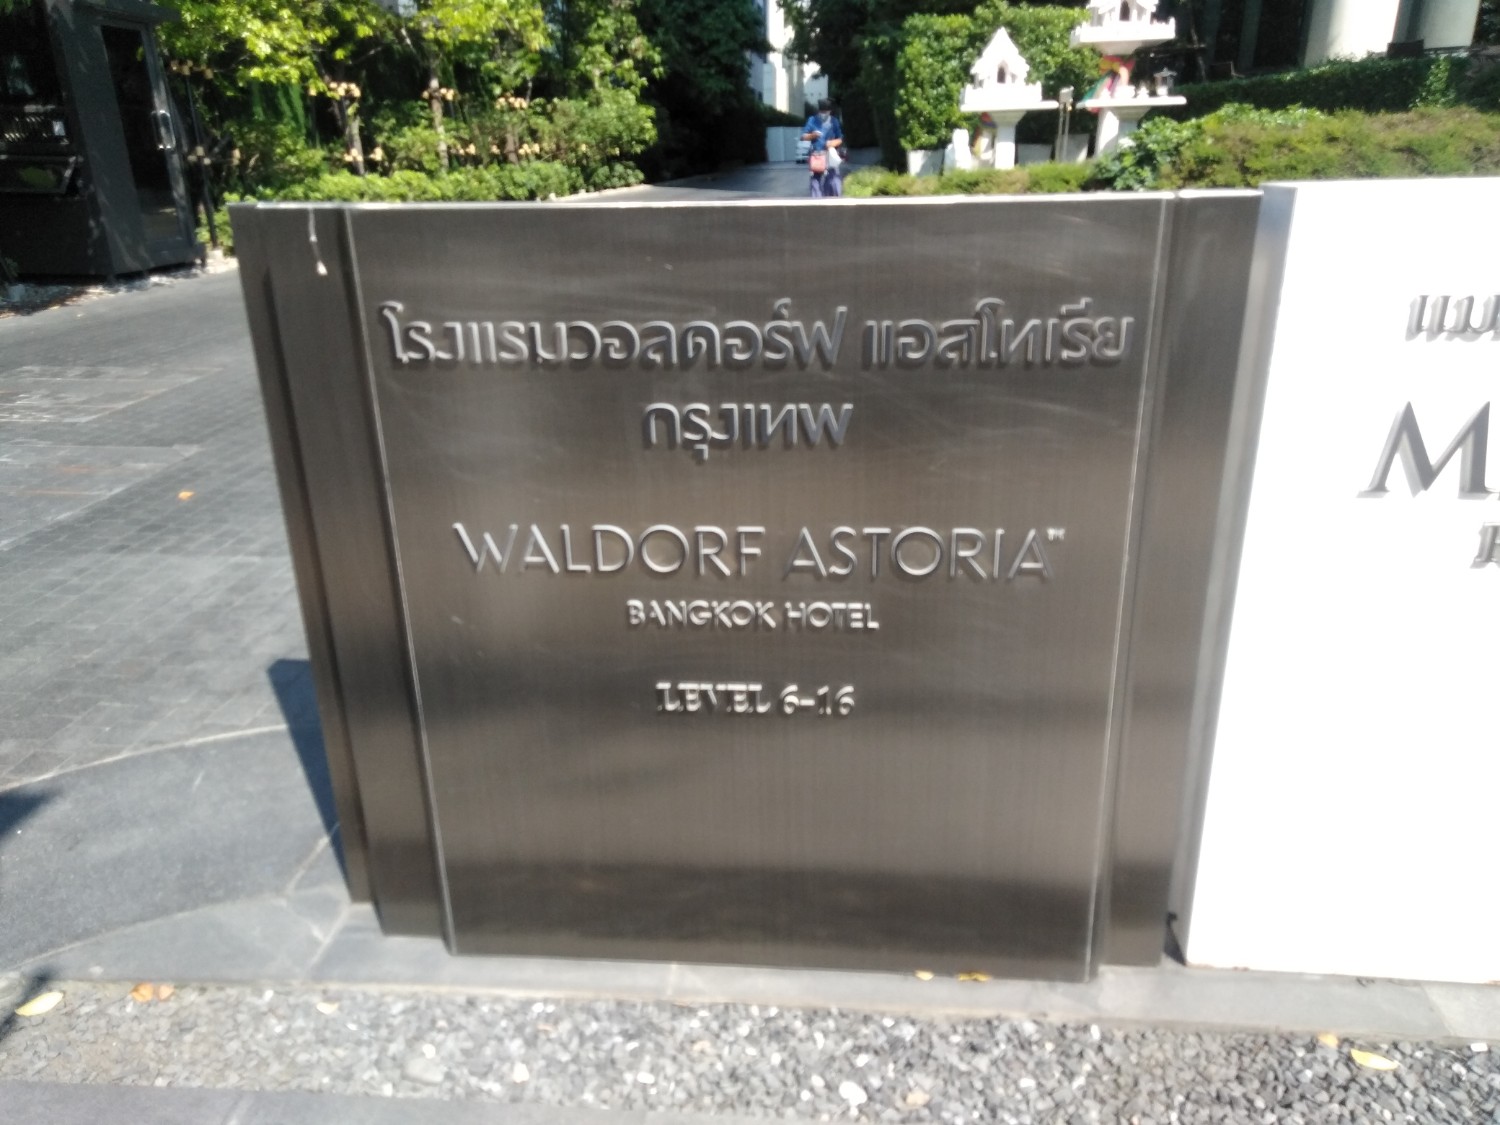 โรงแรมวอลดอร์ฟ แอสโทเรีย
กรุงเทพ
WALDORF ASTORIA™
BANGKOK HOTEL
LEVEL 6-16